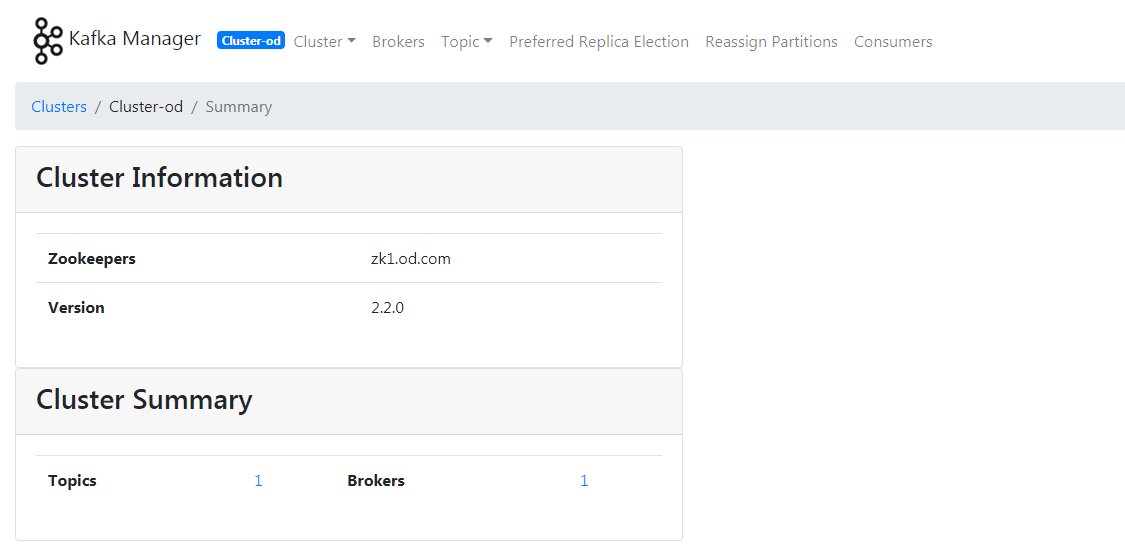 Kafka Manager Cluster-od Cluster Brokers Topic Preferred Replica Election Reassign Partitions Consumers
Clusters / Cluster-od / Summary
Cluster Information
Zookeepers zk1.od.com
Version 2.2.0
Cluster Summary
Topics 1 Brokers 1